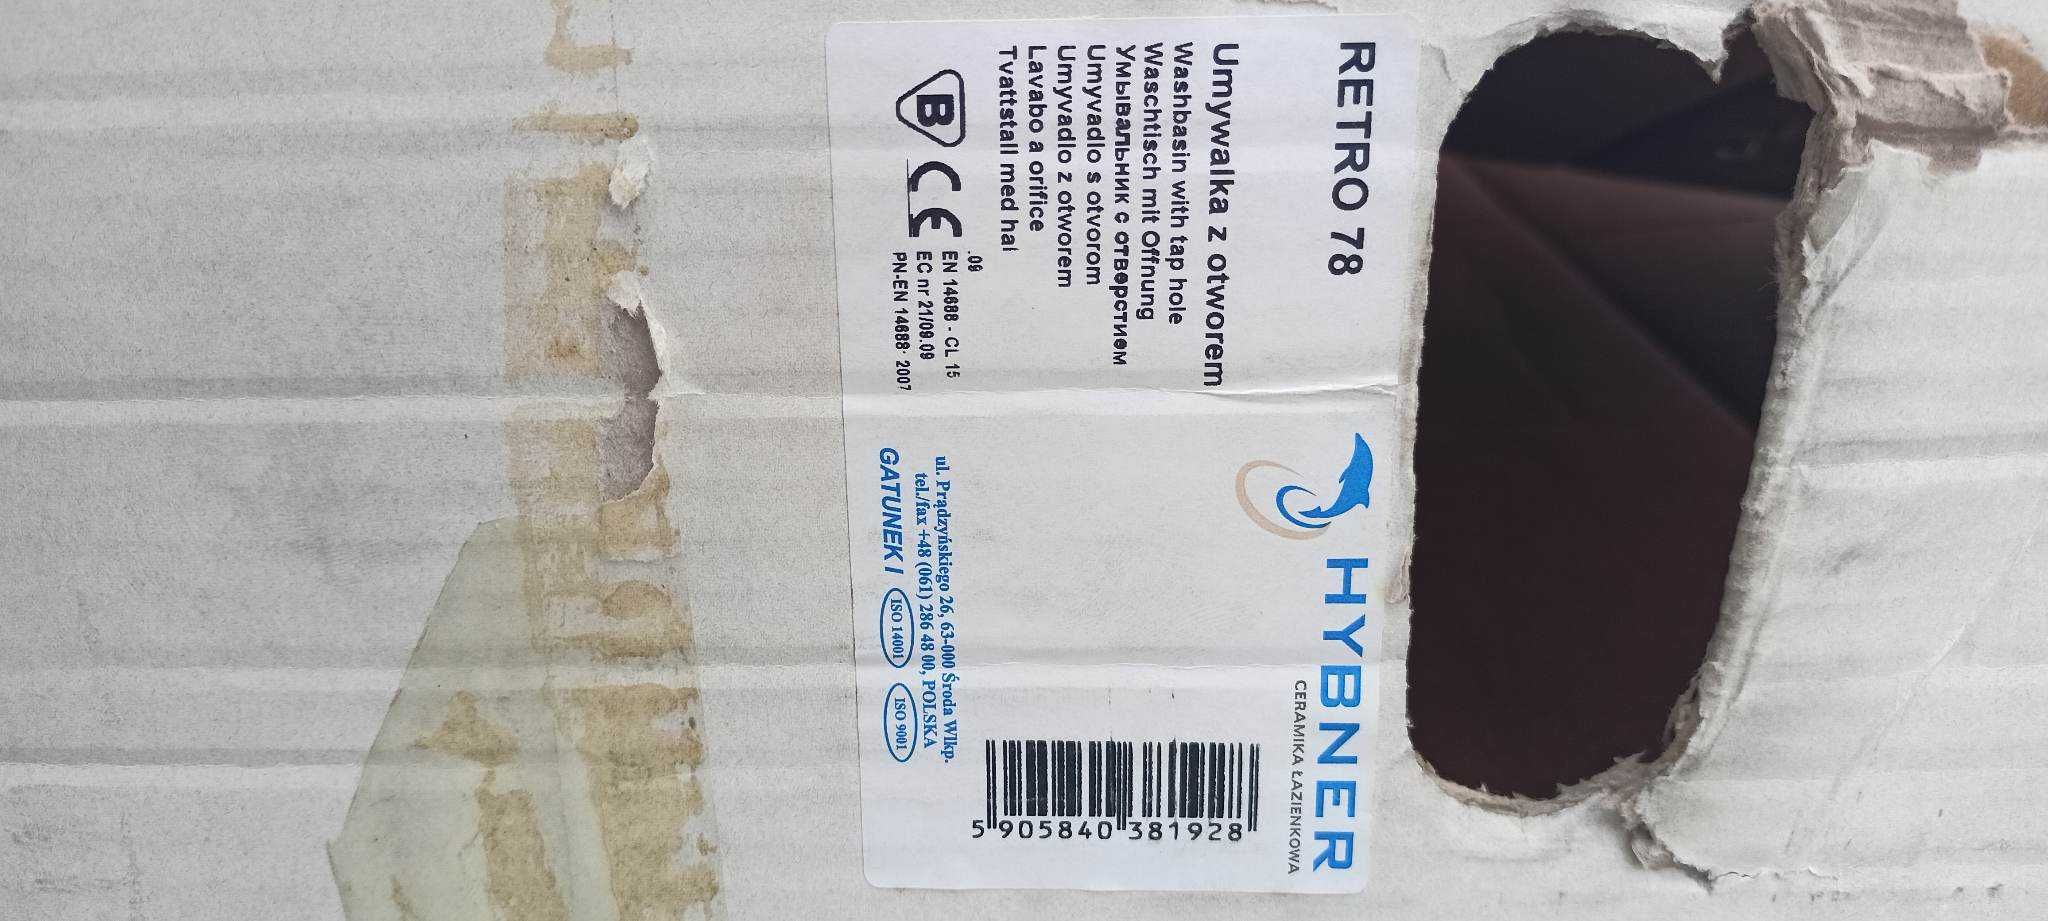 RETRO 78
Umywalka z otworem
Washbasin with tap hole
Waschtisch mit Offnung
Умывальник с отверстием
Umyvadlo s otvorom
Umyvadlo z otworem
Lavabo a orifice
Tvattstall med hal
B CE
.09
EN 14688 - CL 15
EC nr 21/09.09
PN-EN 14688: 2007
HYBNER
CERAMIKA ŁAZIENKOWA
5 905840 381928
ul. Prądzyńskiego 26, 63-000 Środa Wlkp.
tel./fax +48 (061) 286 48 00, POLSKA
GATUNEK I ISO 14001 ISO 9001